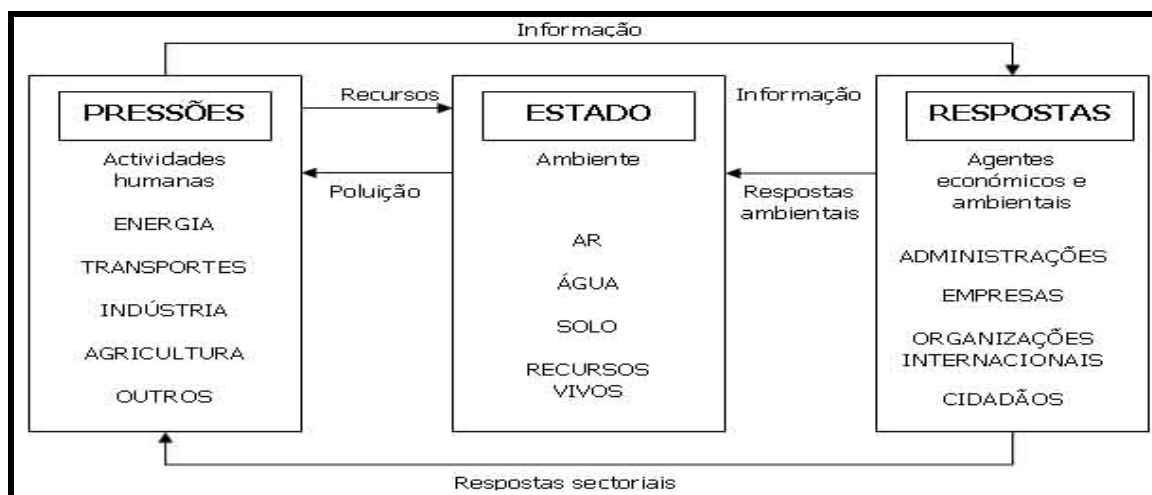 Informação
PRESSÕES
Actividades
humanas
ENERGIA
TRANSPORTES
INDÚSTRIA
AGRICULTURA
OUTROS
Recursos
Poluição
ESTADO
Ambiente
AR
ÁGUA
SOLO
RECURSOS
VIVOS
Informação
Respostas
ambientais
RESPOSTAS
Agentes
económicos e
ambientais
ADMINISTRAÇÕES
EMPRESAS
ORGANIZAÇÕES
INTERNACIONAIS
CIDADÃOS
Respostas sectoriais